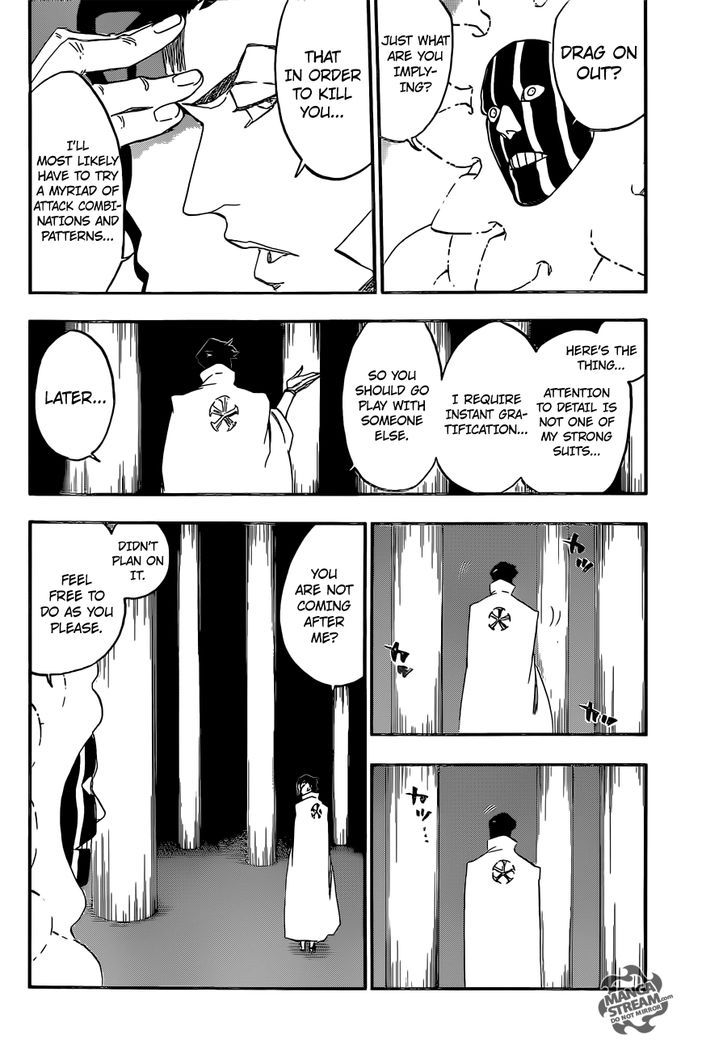 DRAG ON
OUT?
JUST WHAT
ARE YOU
IMPLY-
ING?
THAT
IN ORDER
TO KILL
YOU...
I'LL
MOST LIKELY
HAVE TO TRY
A MYRIAD OF
ATTACK COMBI-
NATIONS AND
PATTERNS...
HERE'S THE
THING...
ATTENTION
TO DETAIL IS
NOT ONE OF
MY STRONG
SUITS...
I REQUIRE
INSTANT GRA-
TIFICATION...
SO YOU
SHOULD GO
PLAY WITH
SOMEONE
ELSE.
LATER...
YOU
ARE NOT
COMING
AFTER
ME?
DIDN'T
PLAN ON
IT.
FEEL
FREE TO
DO AS YOU
PLEASE.
MANGA
STREAM.com
DO NOT MIRROR